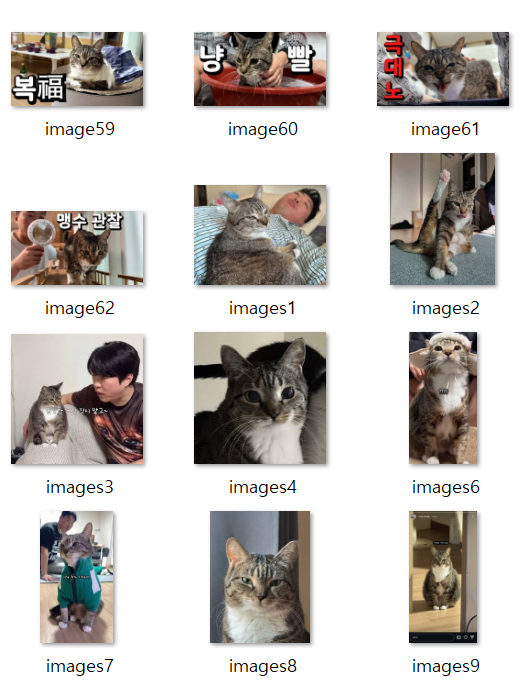 복福
냥 빨
극
대
노
image59
image60
image61
맹수 관찰
image62
images1
images2
images3
images4
images6
images7
images8
images9